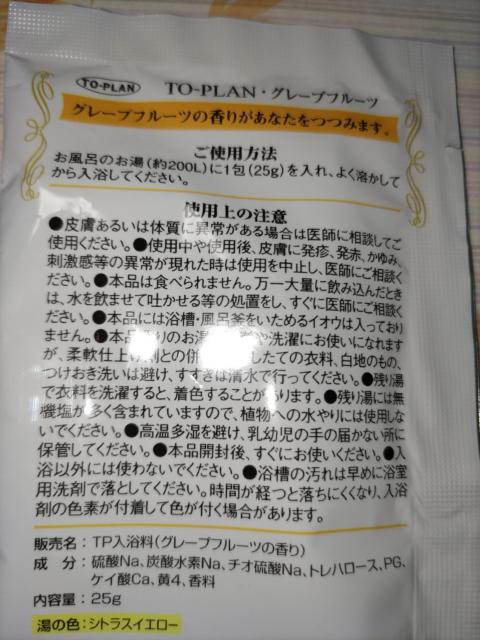 TO-PLAN TO-PLAN・グレープフルーツ
グレープフルーツの香りがあなたをつつみます。
ご使用方法
お風呂のお湯(約200L)に1包(25g)を入れ、よく溶かして
から入浴してください。
使用上の注意
●皮膚あるいは体質に異常がある場合は医師に相談してご
使用ください。●使用中や使用後、皮膚に発疹、発赤、かゆみ、
刺激感等の異常が現れた時は使用を中止し、医師にご相談く
ださい。●本品は食べられません。万一大量に飲み込んだとき
は、水を飲ませて吐かせる等の処置をし、すぐに医師にご相談く
ださい。●本品には浴槽・風呂釜をいためるイオウは入っており
ません。●本品 りのお湯 や洗濯にお使いになれます
が、柔軟仕上げ剤との併 したての衣料、白地のもの、
つけおき洗いは避け、すすぎは清水で行ってください。●残り湯
で衣料を洗濯すると、着色することがあります。●残り湯には無
機塩が多く含まれていますので、植物への水やりには使用しな
いでください。●高温多湿を避け、乳幼児の手の届かない所に
保管してください。●本品開封後、すぐにお使いください。●入
浴以外には使わないでください。●浴槽の汚れは早めに浴室
用洗剤で落としてください。時間が経つと落ちにくくなり、入浴
剤の色素が付着して色が付く場合があります。
販売名：TP入浴料(グレープフルーツの香り)
成 分：硫酸Na、炭酸水素Na、チオ硫酸Na、トレハロース、PG、
ケイ酸Ca、黄4、香料
内容量：25g
湯の色：シトラスイエロー